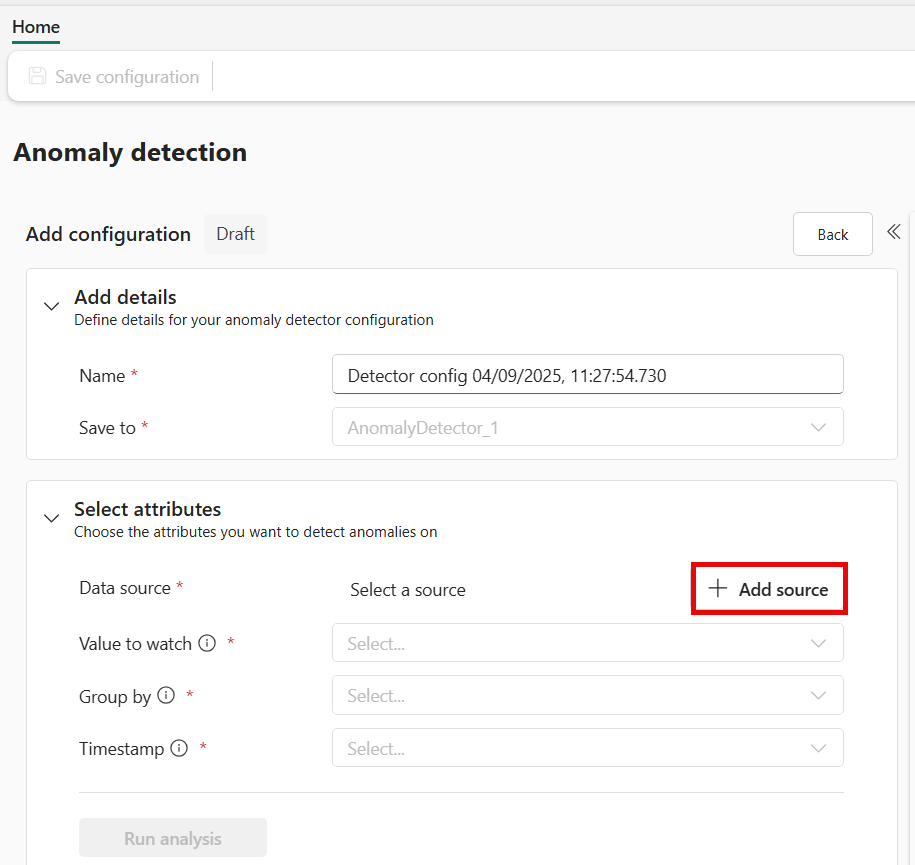 Home
Save configuration
Anomaly detection
Add configuration Draft Back
Add details
Define details for your anomaly detector configuration
Name * Detector config 04/09/2025, 11:27:54.730
Save to * AnomalyDetector_1
Select attributes
Choose the attributes you want to detect anomalies on
Data source * Select a source + Add source
Value to watch * Select...
Group by * Select...
Timestamp * Select...
Run analysis